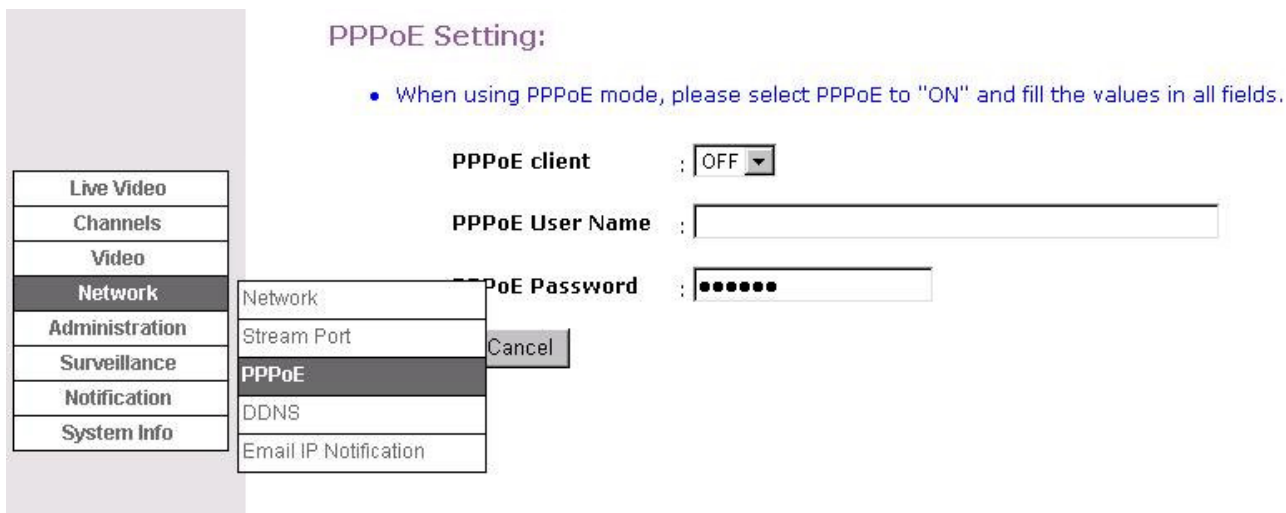 PPPoE Setting:
• When using PPPoE mode, please select PPPoE to "ON" and fill the values in all fields.
PPPoE client : OFF
PPPoE User Name :
PPPoE Password : ●●●●●●
Cancel
Live Video
Channels
Video
Network
Administration
Surveillance
Notification
System Info
Network
Stream Port
PPPoE
DDNS
Email IP Notification